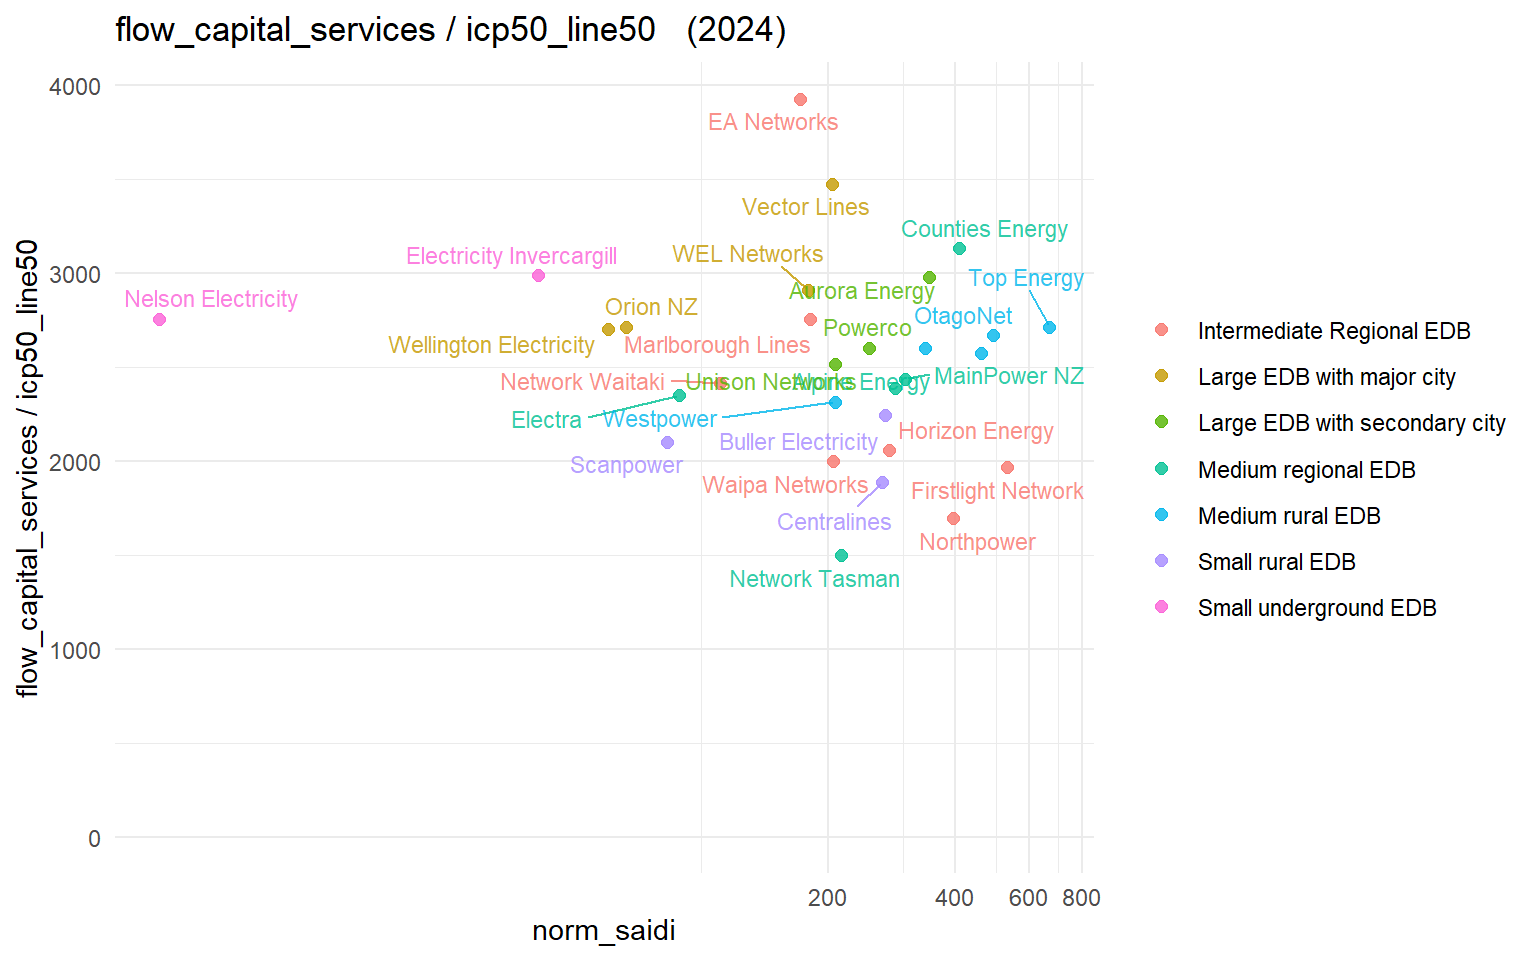 flow_capital_services / icp50_line50   (2024)
4000
EA Networks
Vector Lines
Counties Energy
WEL Networks
Electricity Invercargill
3000
Top Energy
Aurora Energy
Nelson Electricity
Orion NZ
OtagoNet
Powerco
Wellington Electricity
Marlborough Lines
Network Waitaki
Unison Networks
Alpine Energy
MainPower NZ
Electra
Westpower
Horizon Energy
Buller Electricity
2000
Scanpower
Waipa Networks
Firstlight Network
Centralines
Northpower
Network Tasman
1000
0
200
400
600
800
norm_saidi
flow_capital_services / icp50_line50
Intermediate Regional EDB
Large EDB with major city
Large EDB with secondary city
Medium regional EDB
Medium rural EDB
Small rural EDB
Small underground EDB